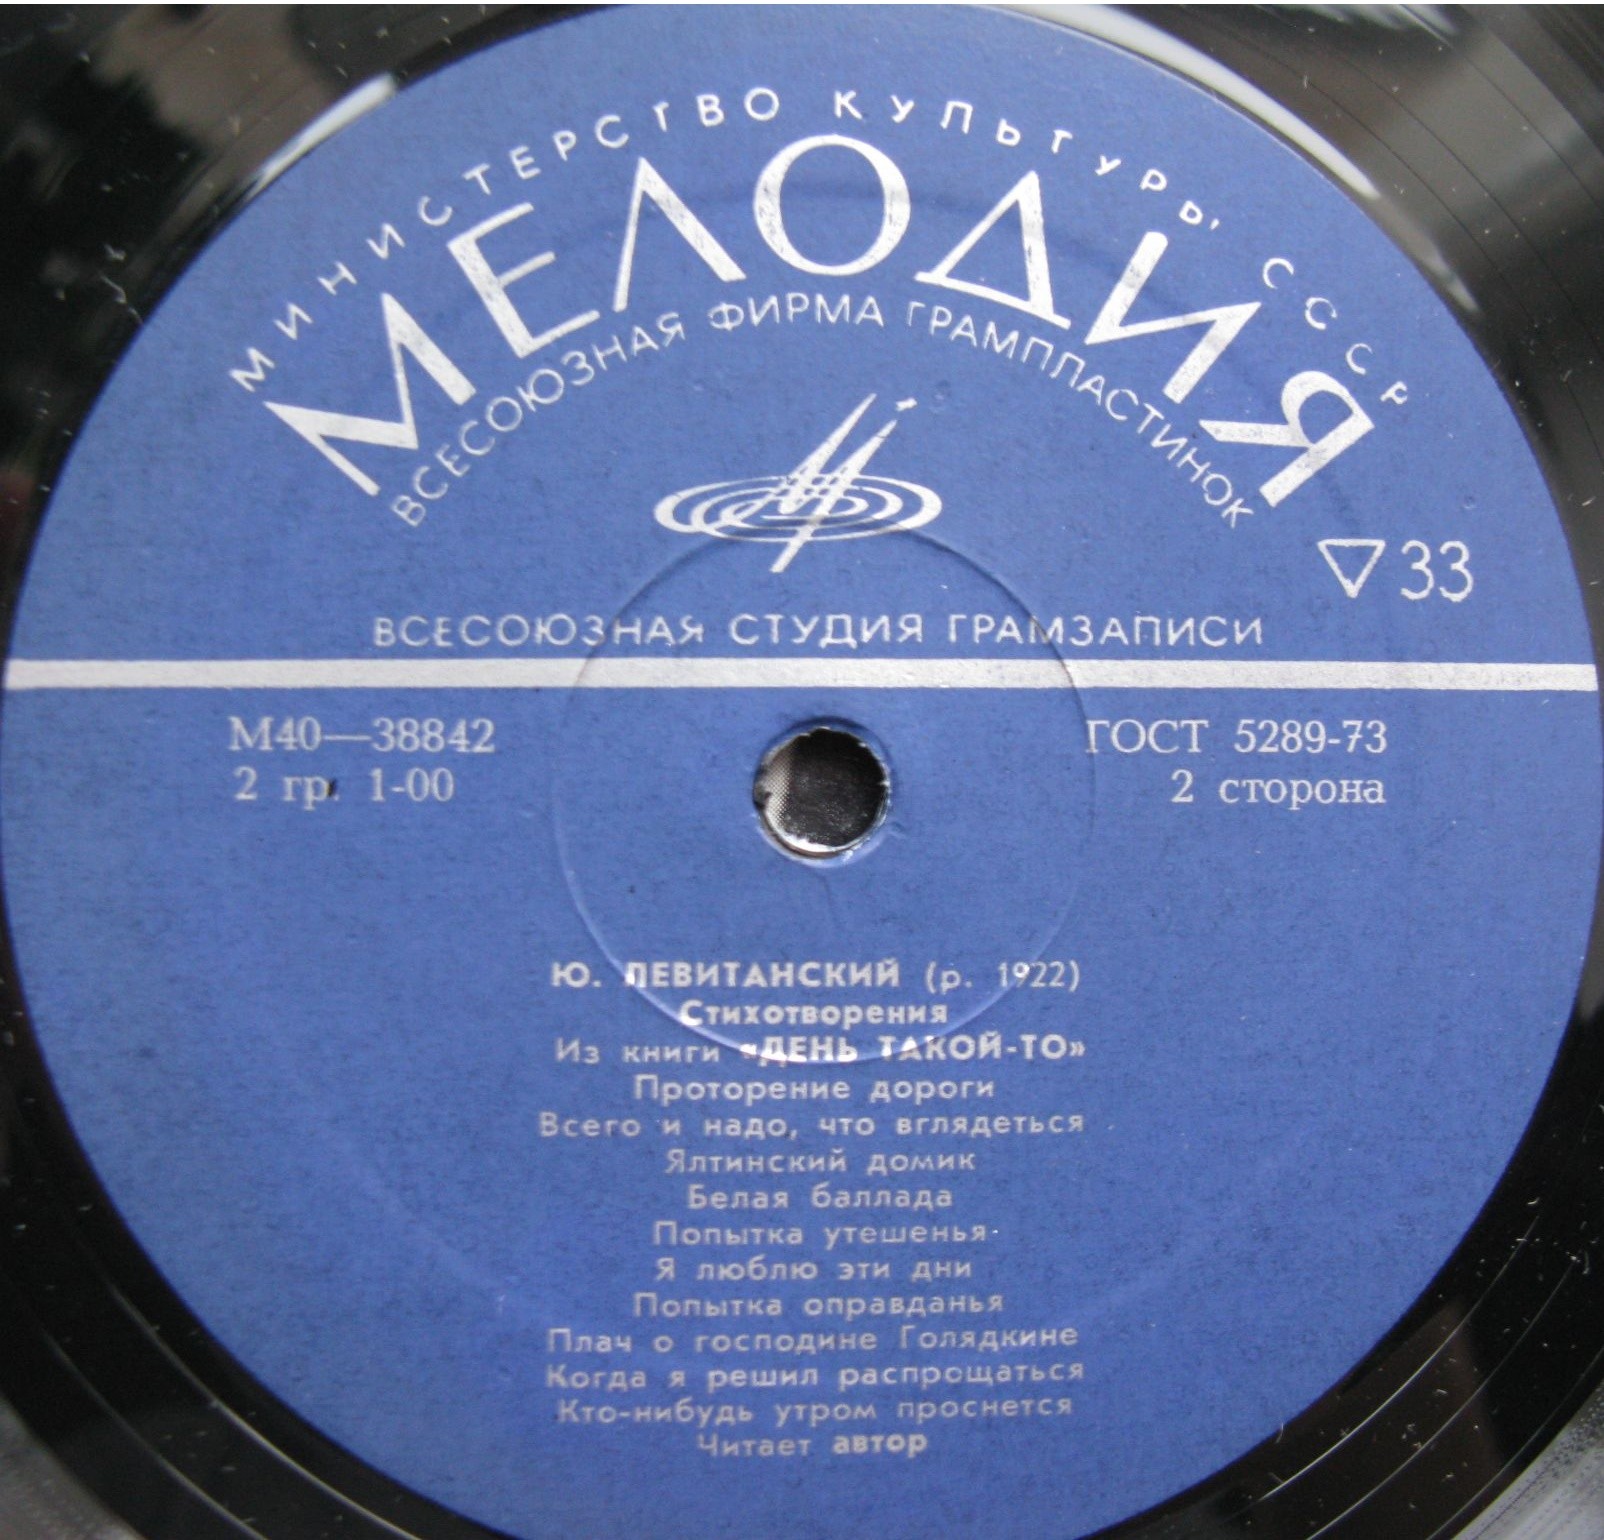 МИНИСТЕРСТВО КУЛЬТУРЫ СССР
МЕЛОДИЯ
ВСЕСОЮЗНАЯ ФИРМА ГРАМПЛАСТИНОК
▽ 33
ВСЕСОЮЗНАЯ СТУДИЯ ГРАМЗАПИСИ
М40—38842
ГОСТ 5289-73
2 гр. 1-00
2 сторона
Ю. ЛЕВИТАНСКИЙ (р. 1922)
Стихотворения
Из книги «ДЕНЬ ТАКОЙ-ТО»
Проторение дороги
Всего и надо, что вглядеться
Ялтинский домик
Белая баллада
Попытка утешенья
Я люблю эти дни
Попытка оправданья
Плач о господине Голядкине
Когда я решил распрощаться
Кто-нибудь утром проснется
Читает автор